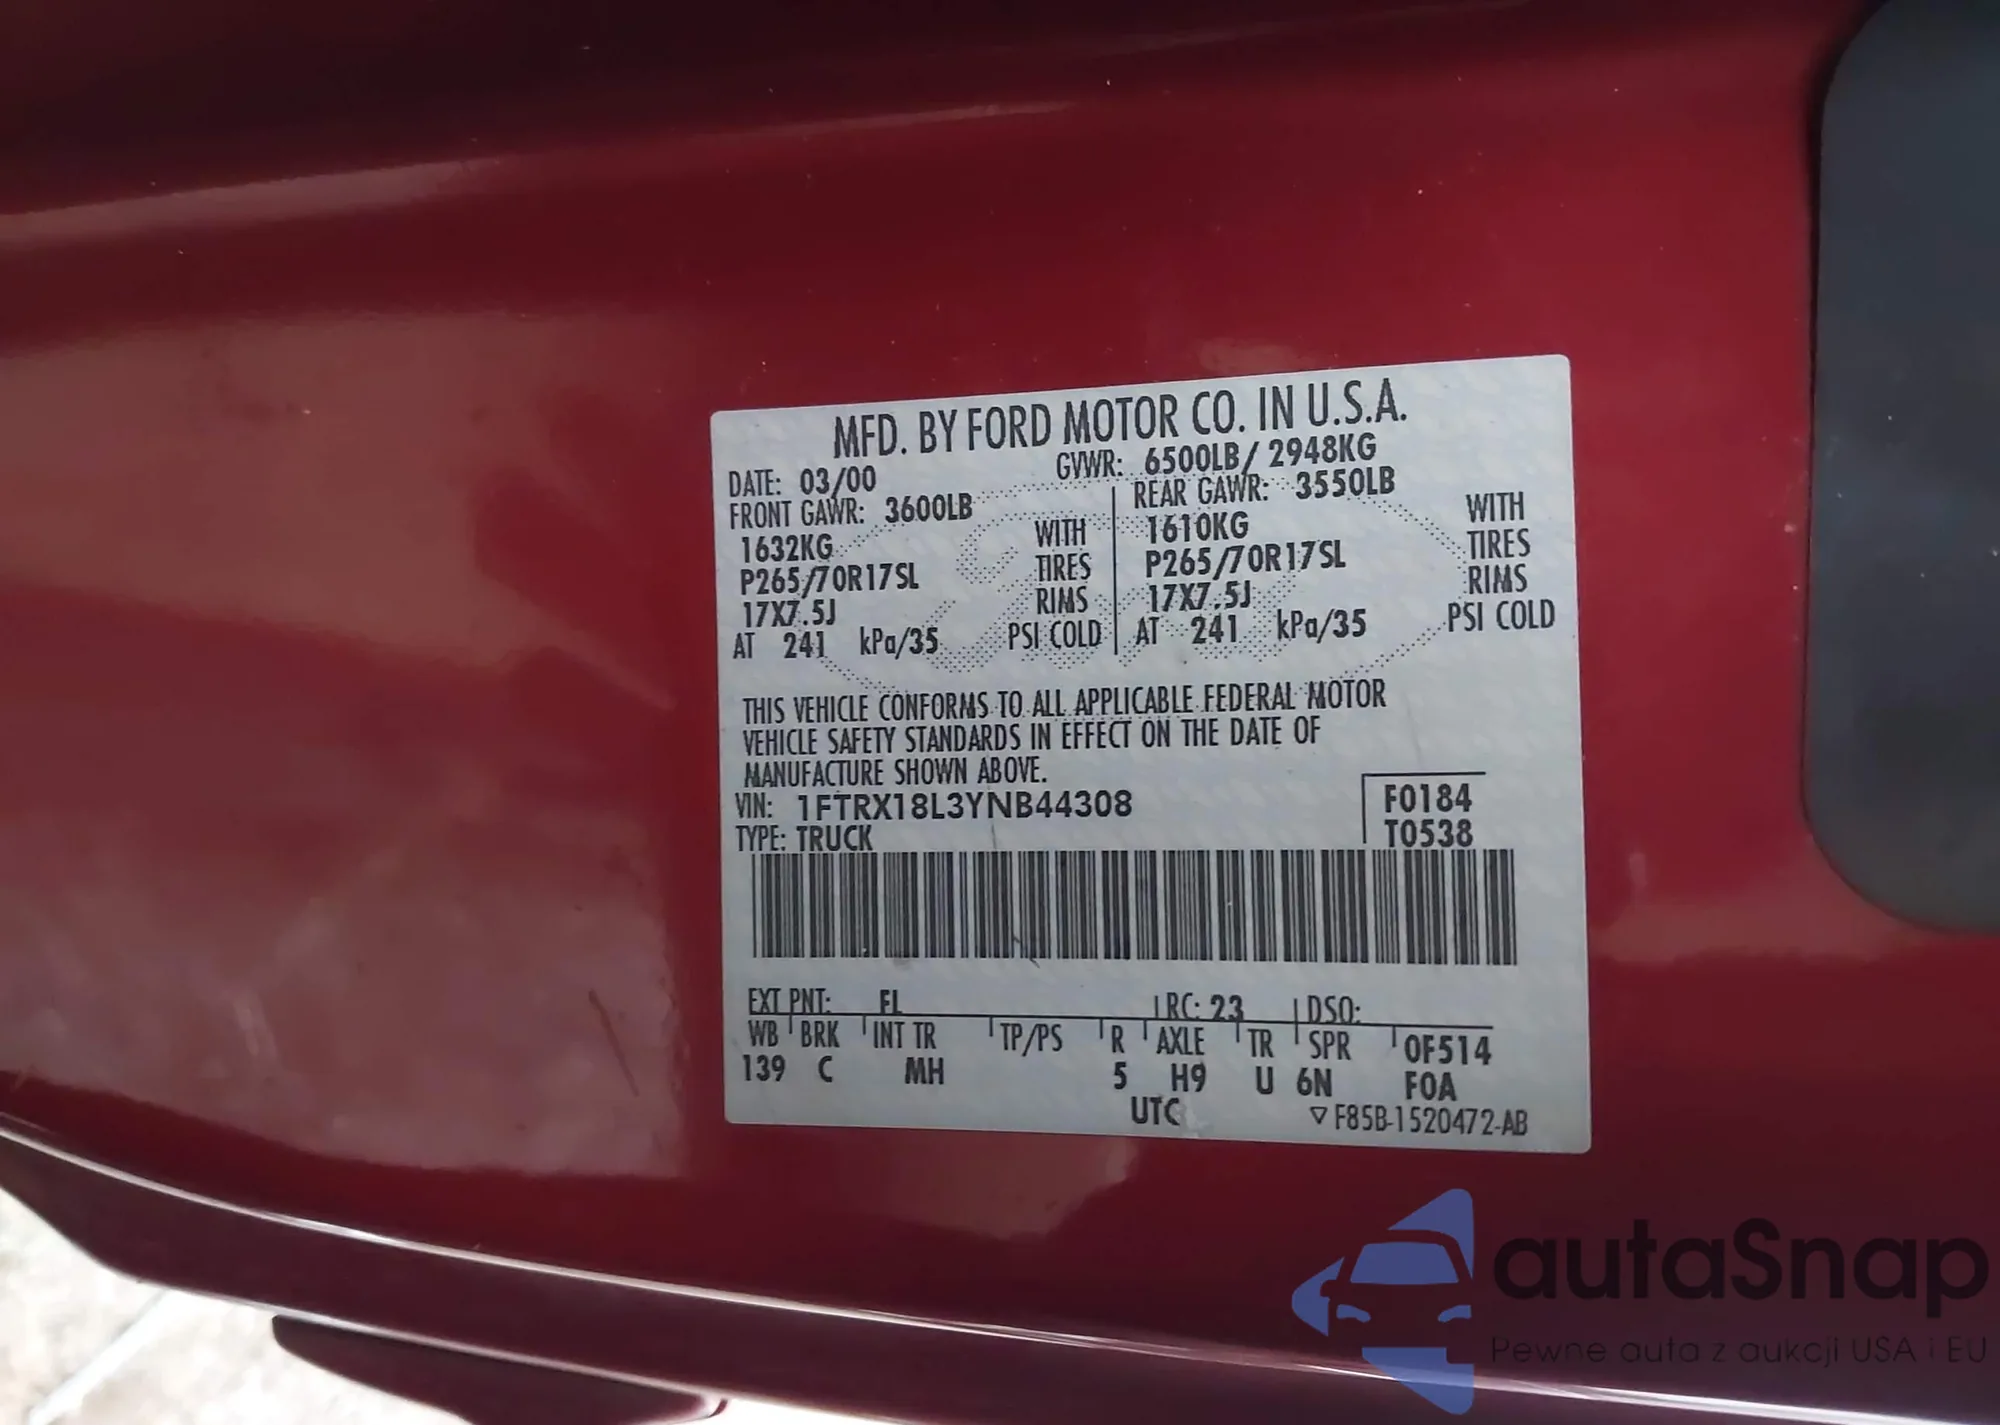 MFD. BY FORD MOTOR CO. IN U.S.A.
DATE: 03/00 GVWR: 6500LB/ 2948KG
FRONT GAWR: 3600LB REAR GAWR: 3550LB
1632KG WITH 1610KG WITH
P265/70R17SL TIRES P265/70R17SL TIRES
17X7.5J RIMS 17X7.5J RIMS
AT 241 kPa/35 PSI COLD AT 241 kPa/35 PSI COLD
THIS VEHICLE CONFORMS TO ALL APPLICABLE FEDERAL MOTOR
VEHICLE SAFETY STANDARDS IN EFFECT ON THE DATE OF
MANUFACTURE SHOWN ABOVE.
VIN: 1FTRX18L3YNB44308 F0184
TYPE: TRUCK T0538
EXT PNT: FL RC: 23 DSO:
WB BRK INT TR TP/PS R AXLE TR SPR 0F514
139 C MH 5 H9 U 6N F0A
UTC ▽F85B-1520472-AB
autaSnap
Pewne auta z aukcji USA i EU